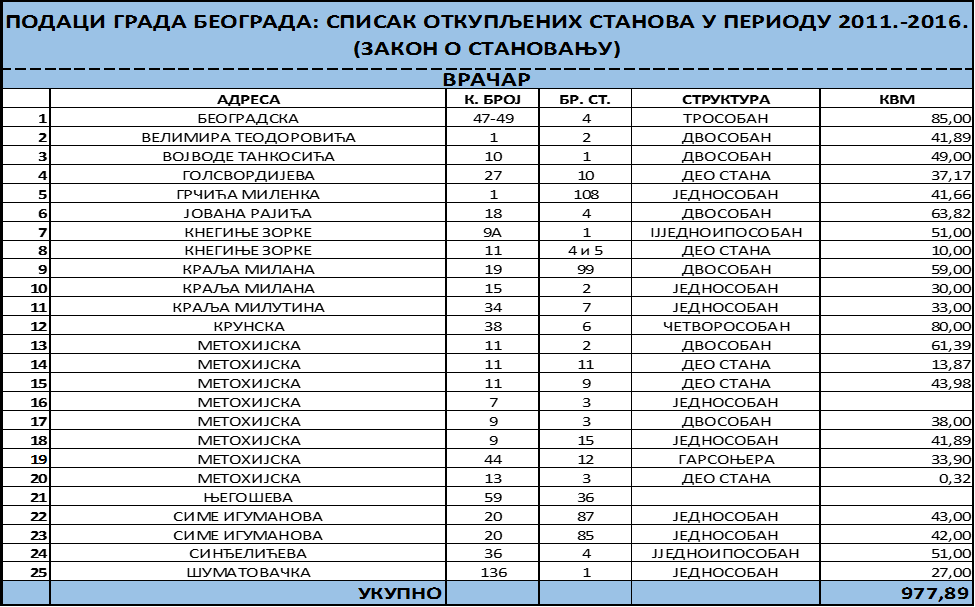 ПОДАЦИ ГРАДА БЕОГРАДА: СПИСАК ОТКУПЉЕНИХ СТАНОВА У ПЕРИОДУ 2011.-2016.
(ЗАКОН О СТАНОВАЊУ)
ВРАЧАР
АДРЕСА К. БРОЈ БР. СТ. СТРУКТУРА КВМ
1 БЕОГРАДСКА 47-49 4 ТРОСОБАН 85,00
2 ВЕЛИМИРА ТЕОДОРОВИЋА 1 2 ДВОСОБАН 41,89
3 ВОЈВОДЕ ТАНКОСИЋА 10 1 ДВОСОБАН 49,00
4 ГОЛСВОРДИЈЕВА 27 10 ДЕО СТАНА 37,17
5 ГРЧИЋА МИЛЕНКА 1 108 ЈЕДНОСОБАН 41,66
6 ЈОВАНА РАЈИЋА 18 4 ДВОСОБАН 63,82
7 КНЕГИЊЕ ЗОРКЕ 9А 1 ІЈЈЕДНОИПОСОБАН 51,00
8 КНЕГИЊЕ ЗОРКЕ 11 4 и 5 ДЕО СТАНА 10,00
9 КРАЉА МИЛАНА 19 99 ДВОСОБАН 59,00
10 КРАЉА МИЛАНА 15 2 ЈЕДНОСОБАН 30,00
11 КРАЉА МИЛУТИНА 34 7 ЈЕДНОСОБАН 33,00
12 КРУНСКА 38 6 ЧЕТВОРОСОБАН 80,00
13 МЕТОХИЈСКА 11 2 ДВОСОБАН 61,39
14 МЕТОХИЈСКА 11 11 ДЕО СТАНА 13,87
15 МЕТОХИЈСКА 11 9 ДЕО СТАНА 43,98
16 МЕТОХИЈСКА 7 3 ЈЕДНОСОБАН
17 МЕТОХИЈСКА 9 3 ДВОСОБАН 38,00
18 МЕТОХИЈСКА 9 15 ЈЕДНОСОБАН 41,89
19 МЕТОХИЈСКА 44 12 ГАРСОЊЕРА 33,90
20 МЕТОХИЈСКА 13 3 ДЕО СТАНА 0,32
21 ЊЕГОШЕВА 59 36
22 СИМЕ ИГУМАНОВА 20 87 ЈЕДНОСОБАН 43,00
23 СИМЕ ИГУМАНОВА 20 85 ЈЕДНОСОБАН 42,00
24 СИНЂЕЛИЋЕВА 36 4 ЈЈЕДНОИПОСОБАН 51,00
25 ШУМАТОВАЧКА 136 1 ЈЕДНОСОБАН 27,00
УКУПНО 977,89